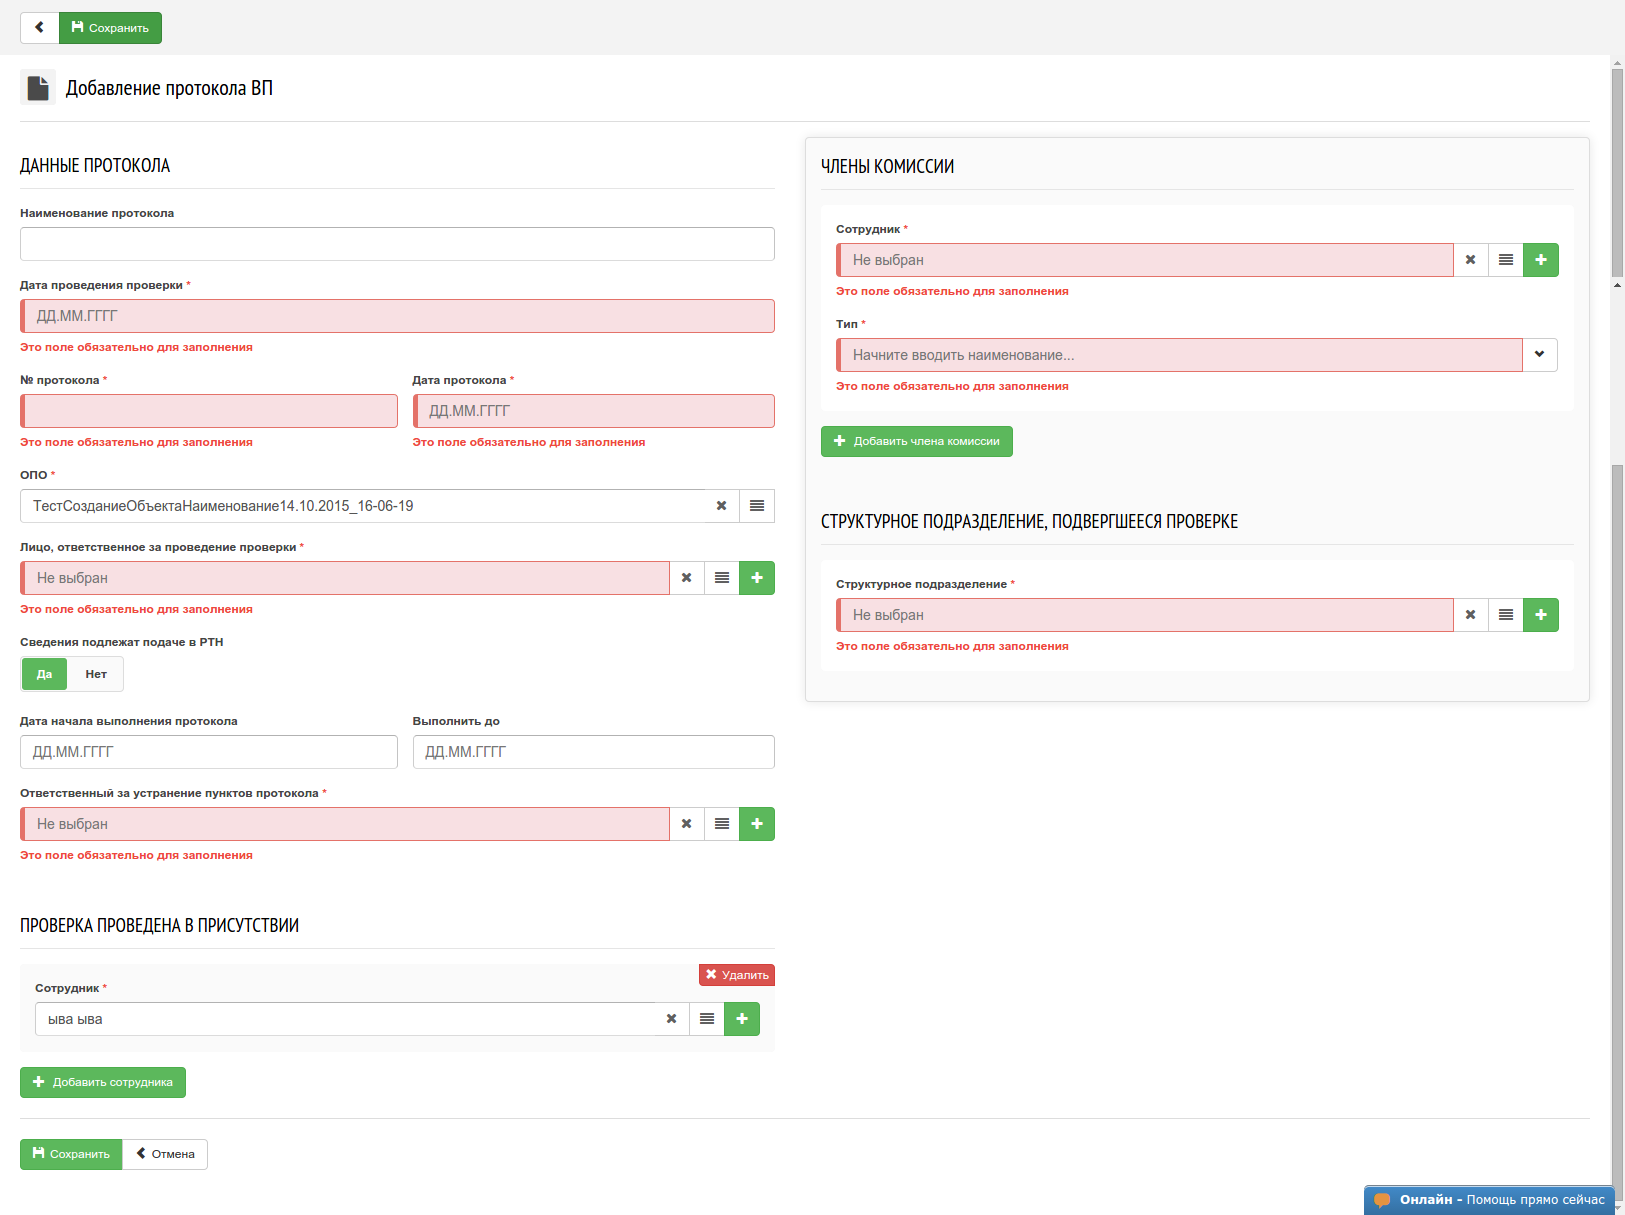 Сохранить
Добавление протокола ВП
ДАННЫЕ ПРОТОКОЛА
Наименование протокола
Дата проведения проверки *
ДД.ММ.ГГГГ
Это поле обязательно для заполнения
№ протокола * Дата протокола *
ДД.ММ.ГГГГ
Это поле обязательно для заполнения Это поле обязательно для заполнения
ОПО *
ТестСозданиеОбъектаНаименование14.10.2015_16-06-19
Лицо, ответственное за проведение проверки *
Не выбран
Это поле обязательно для заполнения
Сведения подлежат подаче в РТН
Да Нет
Дата начала выполнения протокола Выполнить до
ДД.ММ.ГГГГ ДД.ММ.ГГГГ
Ответственный за устранение пунктов протокола *
Не выбран
Это поле обязательно для заполнения
ПРОВЕРКА ПРОВЕДЕНА В ПРИСУТСТВИИ
Удалить
Сотрудник *
ыва ыва
Добавить сотрудника
Сохранить Отмена
ЧЛЕНЫ КОМИССИИ
Сотрудник *
Не выбран
Это поле обязательно для заполнения
Тип *
Начните вводить наименование...
Это поле обязательно для заполнения
Добавить члена комиссии
СТРУКТУРНОЕ ПОДРАЗДЕЛЕНИЕ, ПОДВЕРГШЕЕСЯ ПРОВЕРКЕ
Структурное подразделение *
Не выбран
Это поле обязательно для заполнения
Онлайн - Помощь прямо сейчас